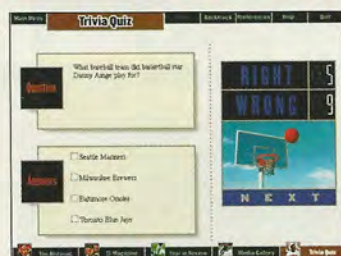 Main Menu
Trivia Quiz
Backtrack
Preferences
Help
Quit
Question
What baseball team did basketball star
Danny Ainge play for?
RIGHT 5
WRONG 9
Answers
Seattle Mariners
Milwaukee Brewers
Baltimore Orioles
Toronto Blue Jays
NEXT
Year in Review
Media Gallery
Trivia Quiz